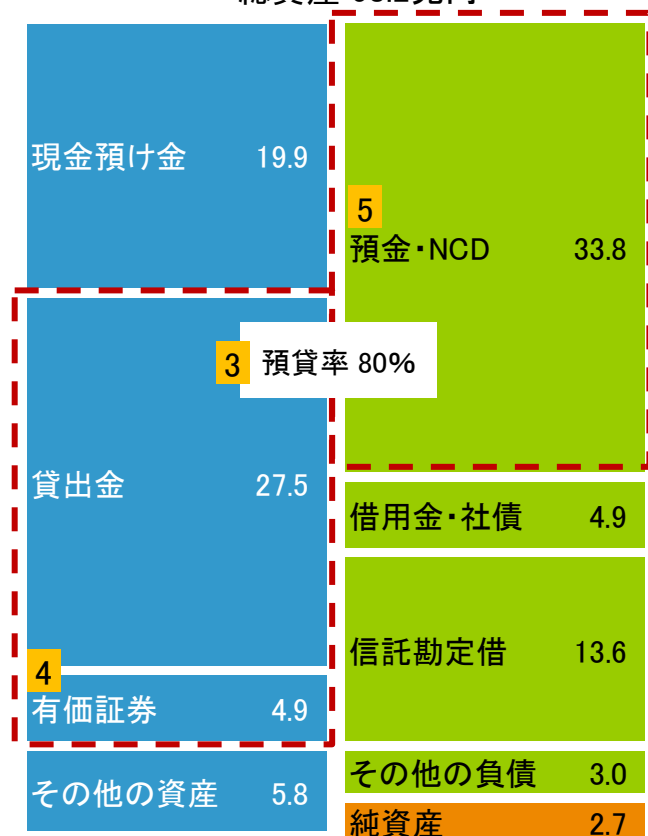 現金預け金 19.9
5
預金・NCD 33.8
3 預貸率 80%
貸出金 27.5
借用金・社債 4.9
信託勘定借 13.6
4
有価証券 4.9
その他の資産 5.8
その他の負債 3.0
純資産 2.7